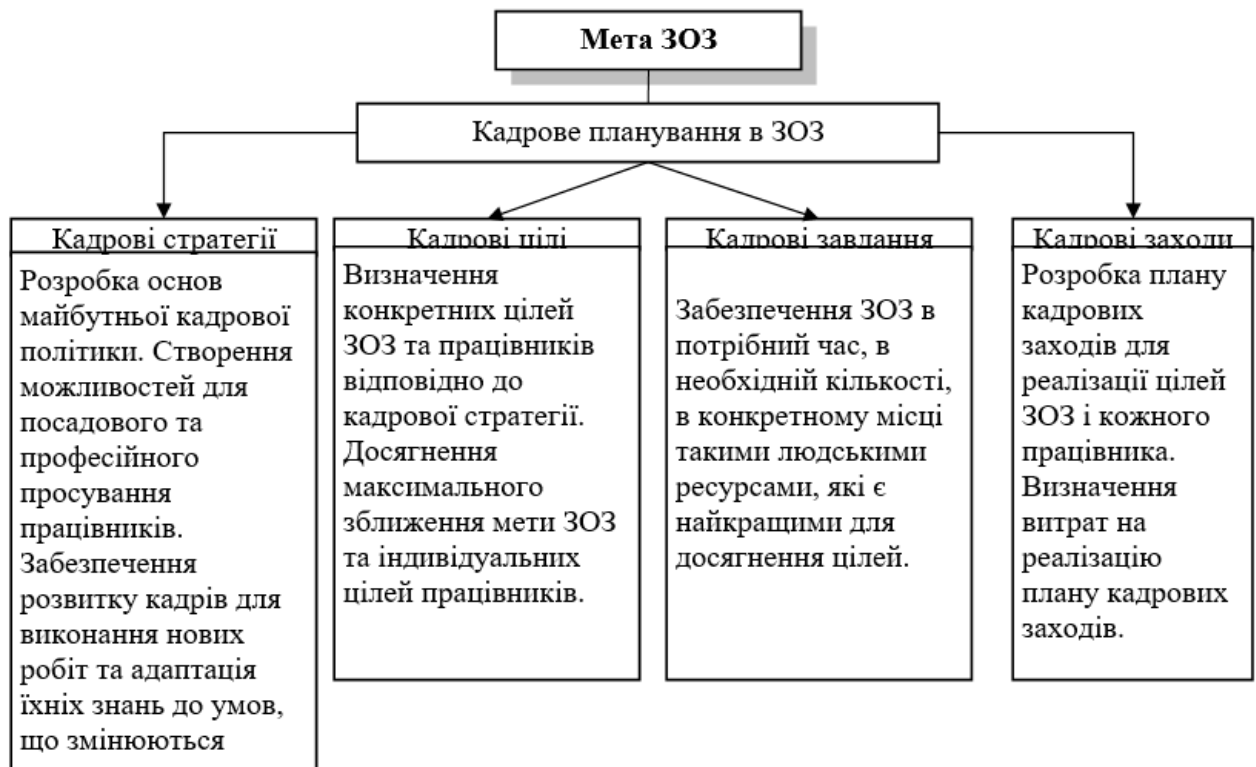 Мета ЗОЗ
Кадрове планування в ЗОЗ
Кадрові стратегії
Розробка основ
майбутньої кадрової
політики. Створення
можливостей для
посадового та
професійного
просування
працівників.
Забезпечення
розвитку кадрів для
виконання нових
робіт та адаптація
їхніх знань до умов,
що змінюються
Кадрові цілі
Визначення
конкретних цілей
ЗОЗ та працівників
відповідно до
кадрової стратегії.
Досягнення
максимального
зближення мети ЗОЗ
та індивідуальних
цілей працівників.
Кадрові завдання
Забезпечення ЗОЗ в
потрібний час, в
необхідній кількості,
в конкретному місці
такими людськими
ресурсами, які є
найкращими для
досягнення цілей.
Кадрові заходи
Розробка плану
кадрових
заходів для
реалізації цілей
ЗОЗ і кожного
працівника.
Визначення
витрат на
реалізацію
плану кадрових
заходів.